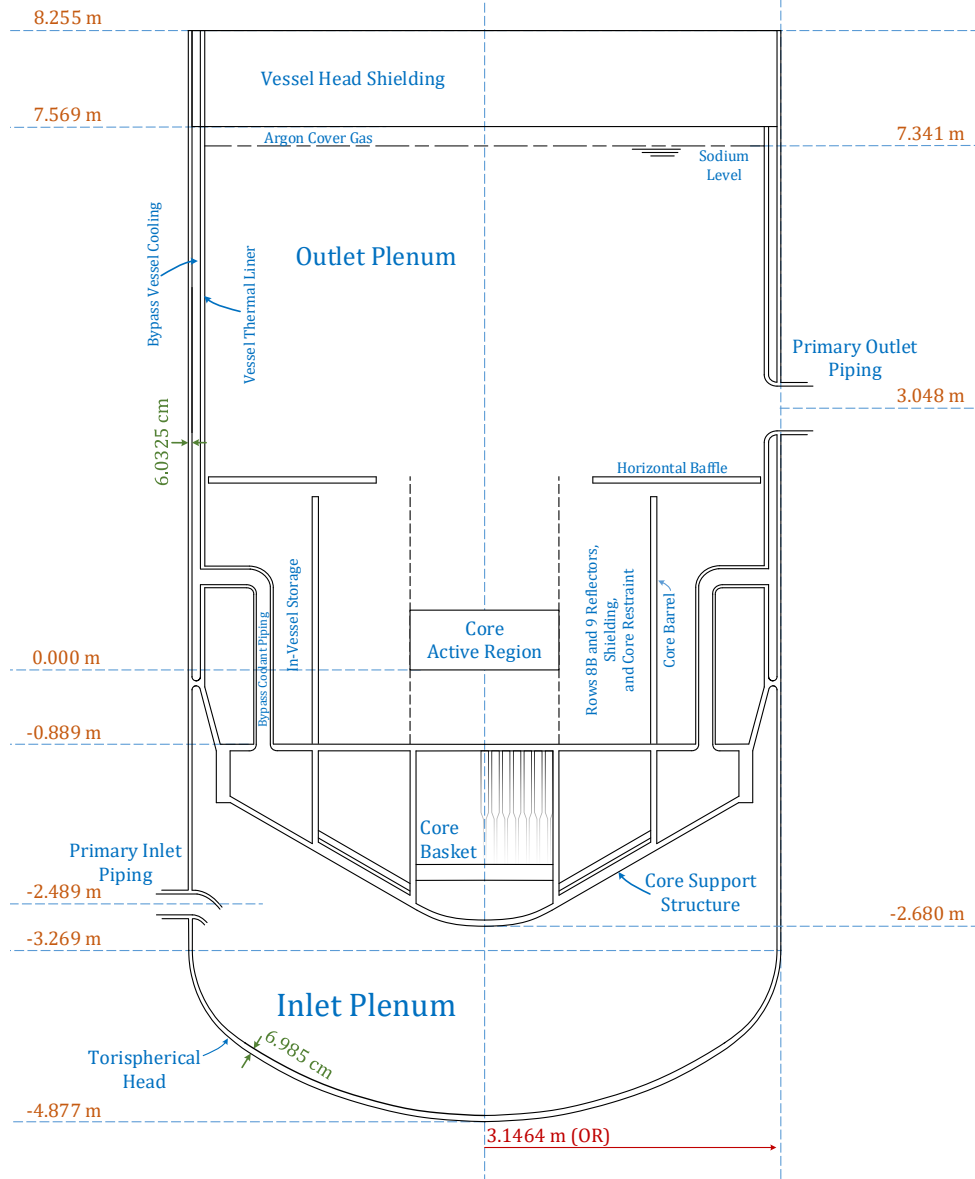 8.255 m
Vessel Head Shielding
7.569 m
Argon Cover Gas
7.341 m
Sodium
Level
Bypass Vessel Cooling
Vessel Thermal Liner
Outlet Plenum
Primary Outlet
Piping
3.048 m
6.0325 cm
Horizontal Baffle
In-Vessel Storage
Bypass Coolant Piping
Core
Active Region
Rows 8B and 9 Reflectors,
Shielding,
and Core Restraint
Core Barrel
0.000 m
-0.889 m
Core
Basket
Primary Inlet
Piping
-2.489 m
Core Support
Structure
-2.680 m
-3.269 m
Inlet Plenum
6.985 cm
Torispherical
Head
-4.877 m
3.1464 m (OR)